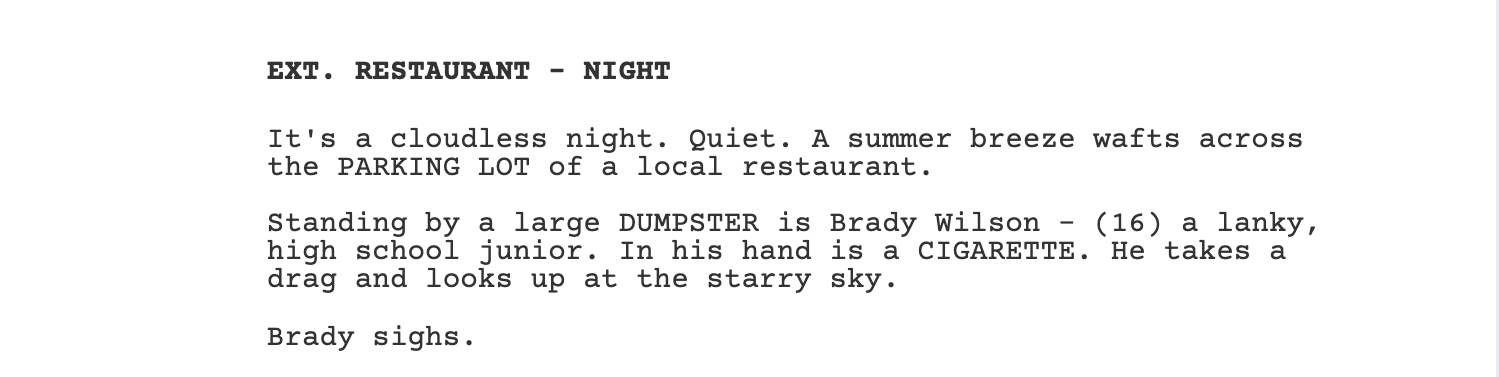 EXT. RESTAURANT – NIGHT
It's a cloudless night. Quiet. A summer breeze wafts across
the PARKING LOT of a local restaurant.
Standing by a large DUMPSTER is Brady Wilson – (16) a lanky,
high school junior. In his hand is a CIGARETTE. He takes a
drag and looks up at the starry sky.
Brady sighs.